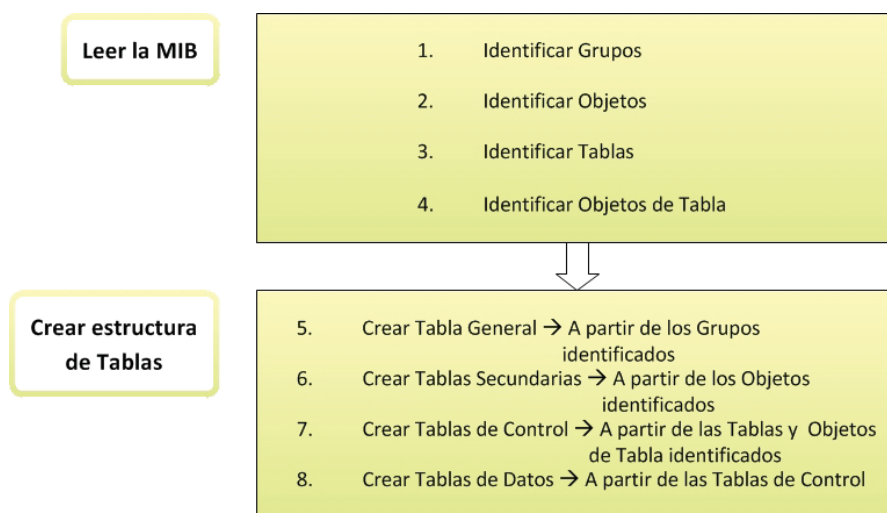 Leer la MIB
1. Identificar Grupos
2. Identificar Objetos
3. Identificar Tablas
4. Identificar Objetos de Tabla
Crear estructura
de Tablas
5. Crear Tabla General → A partir de los Grupos
identificados
6. Crear Tablas Secundarias → A partir de los Objetos
identificados
7. Crear Tablas de Control → A partir de las Tablas y Objetos
de Tabla identificados
8. Crear Tablas de Datos → A partir de las Tablas de Control